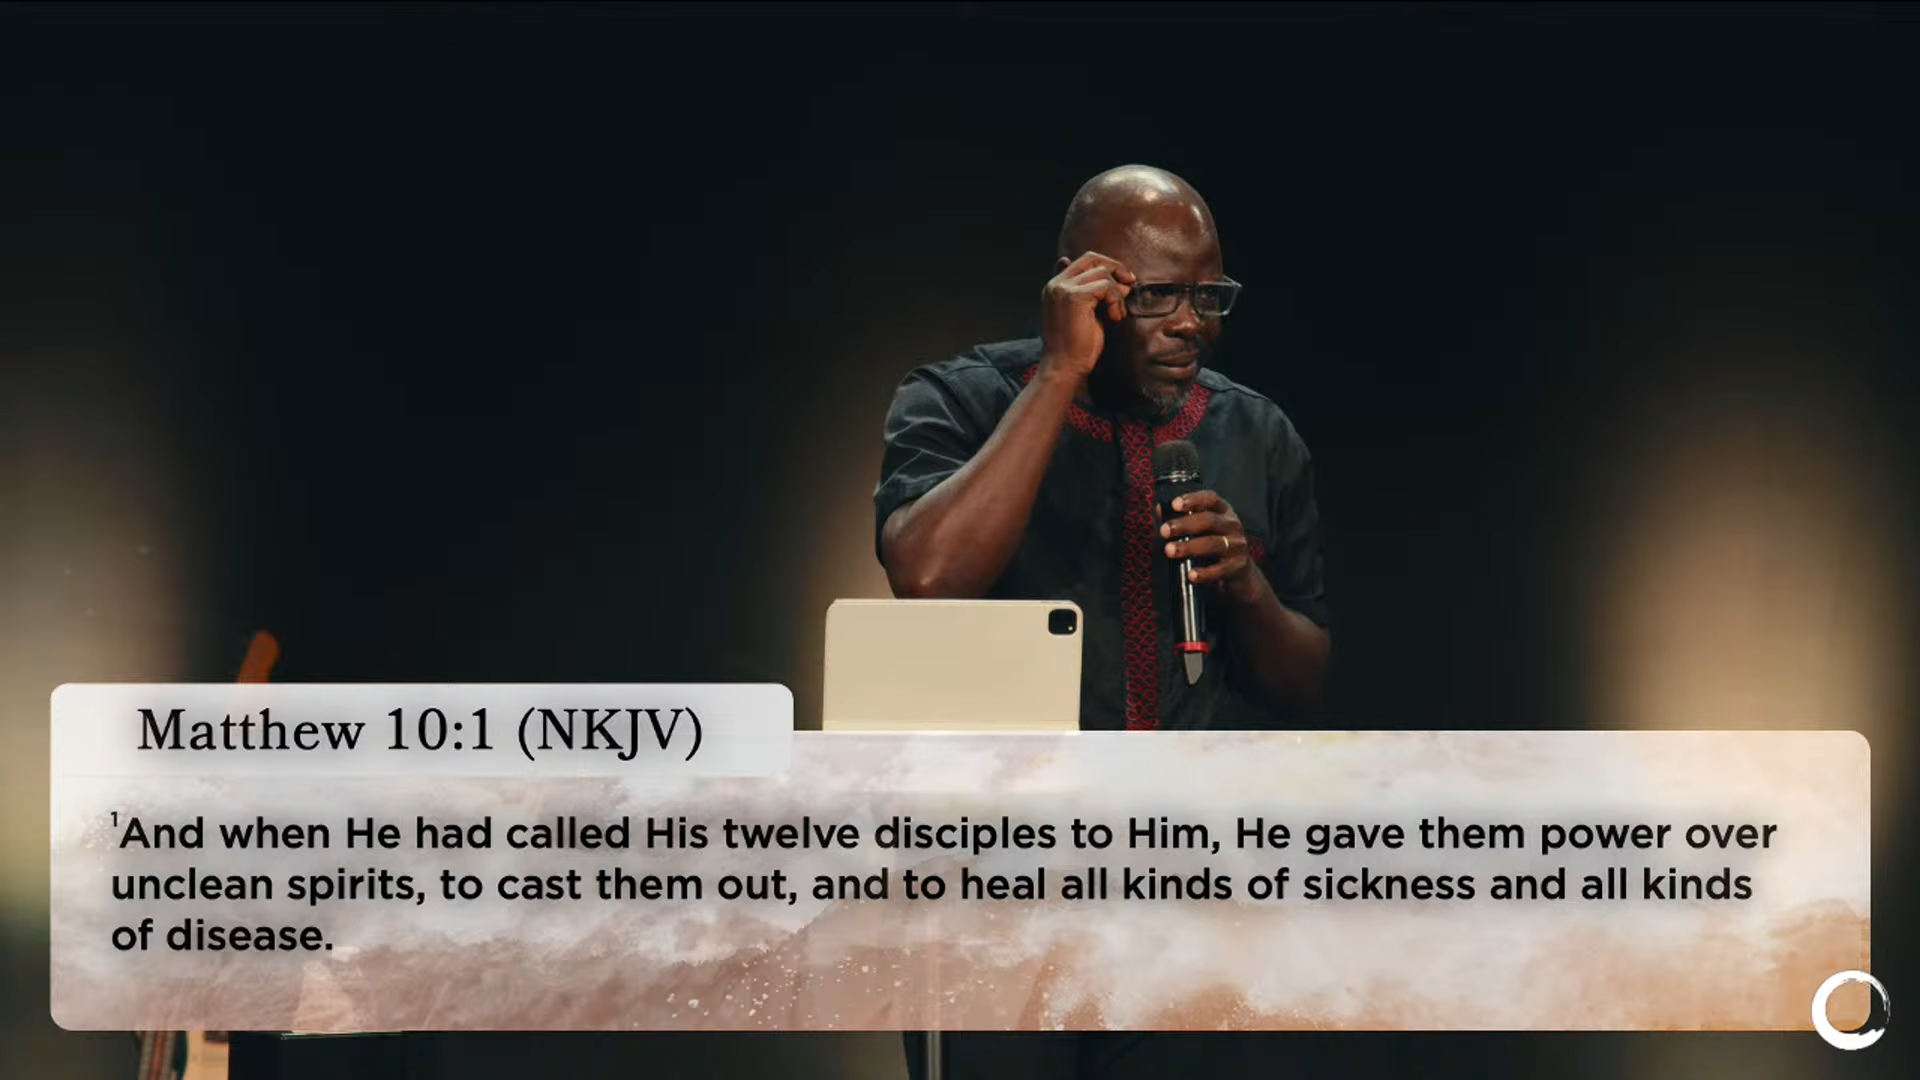 Matthew 10:1 (NKJV)
¹And when He had called His twelve disciples to Him, He gave them power over
unclean spirits, to cast them out, and to heal all kinds of sickness and all kinds
of disease.